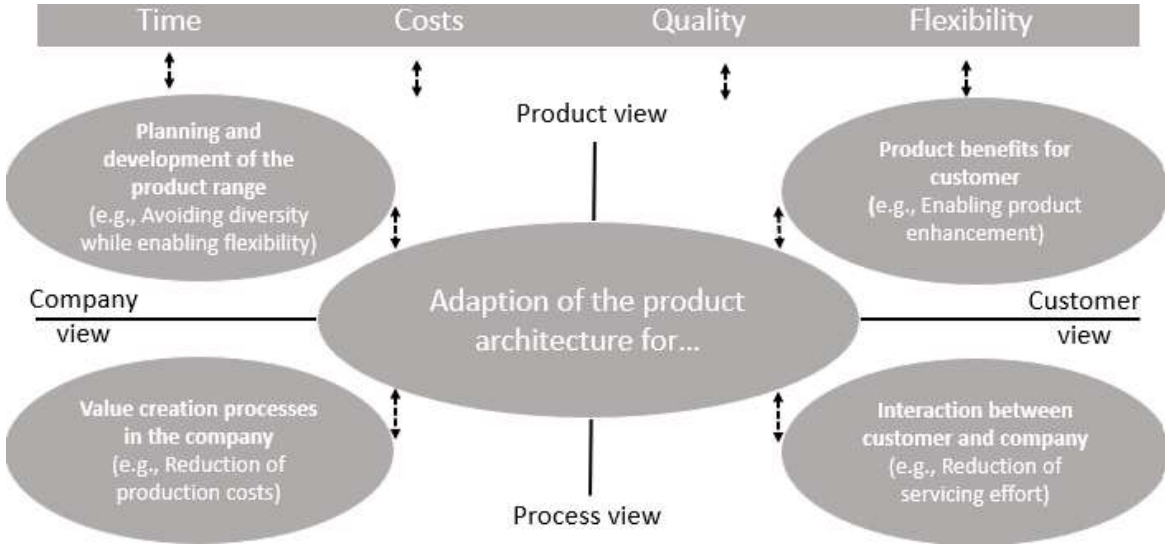 Time Costs Quality Flexibility
Product view
Planning and
development of the
product range
(e.g., Avoiding diversity
while enabling flexibility)
Product benefits for
customer
(e.g., Enabling product
enhancement)
Company
view
Adaption of the product
architecture for...
Customer
view
Value creation processes
in the company
(e.g., Reduction of
production costs)
Interaction between
customer and company
(e.g., Reduction of
servicing effort)
Process view